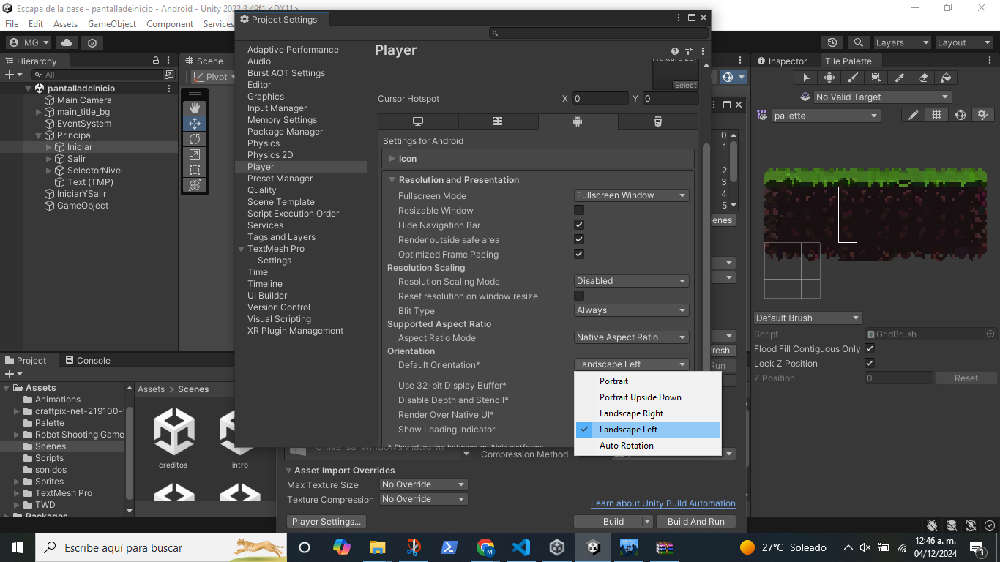 Escapa de la base - pantalladeinicio - Android - Unity 2022.3.49f1 <DX11>
File Edit Assets GameObject Component Services
MG
Layers
Layout
Hierarchy
All
pantalladeinicio
Main Camera
main_title_bg
EventSystem
Principal
Iniciar
Salir
SelectorNivel
Text (TMP)
IniciarYSalir
GameObject
Scene
Pivot
Project Settings
Adaptive Performance
Audio
Burst AOT Settings
Editor
Graphics
Input Manager
Memory Settings
Package Manager
Physics
Physics 2D
Player
Preset Manager
Quality
Scene Template
Script Execution Order
Services
Tags and Layers
TextMesh Pro
Settings
Time
Timeline
UI Builder
Version Control
Visual Scripting
XR Plugin Management
Player
Select
Cursor Hotspot X 0 Y 0
Settings for Android
Icon
Resolution and Presentation
Fullscreen Mode Fullscreen Window
Resizable Window
Hide Navigation Bar
Render outside safe area
Optimized Frame Pacing
Resolution Scaling
Resolution Scaling Mode Disabled
Reset resolution on window resize
Blit Type Always
Supported Aspect Ratio
Aspect Ratio Mode Native Aspect Ratio
Orientation
Default Orientation* Landscape Left
Use 32-bit Display Buffer*
Disable Depth and Stencil*
Render Over Native UI*
Show Loading Indicator
* Shared setting between multiple platforms.
Portrait
Portrait Upside Down
Landscape Right
Landscape Left
Auto Rotation
0
1
2
3
4
5
enes
fresh
Run
Universal Windows Platform
Compression Method
Asset Import Overrides
Max Texture Size No Override
Texture Compression No Override
Learn about Unity Build Automation
Player Settings...
Build
Build And Run
Inspector
Tile Palette
No Valid Target
pallette
Default Brush
Script GridBrush
Flood Fill Contiguous Only
Lock Z Position
Z Position 0 Reset
Project
Console
Assets
Animations
craftpix-net-219100-
Palette
Robot Shooting Game
Scenes
Scripts
sonidos
Sprites
TextMesh Pro
TWD
Packages
Assets > Scenes
creditos
intro
Escribe aquí para buscar
27°C Soleado
12:46 a. m.
04/12/2024
3